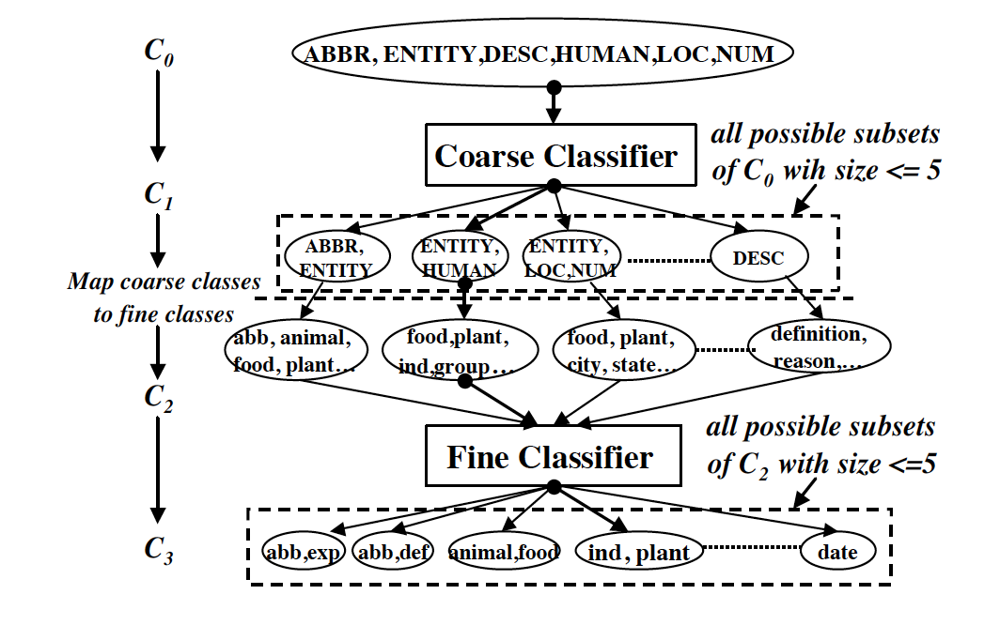 C0
ABBR, ENTITY,DESC,HUMAN,LOC,NUM
Coarse Classifier
all possible subsets
of C0 wih size <= 5
C1
ABBR,
ENTITY
ENTITY,
HUMAN
ENTITY,
LOC,NUM
DESC
Map coarse classes
to fine classes
abb, animal,
food, plant…
food,plant,
ind,group…
food, plant,
city, state…
definition,
reason,…
C2
Fine Classifier
all possible subsets
of C2 with size <=5
C3
abb,exp
abb,def
animal,food
ind, plant
date